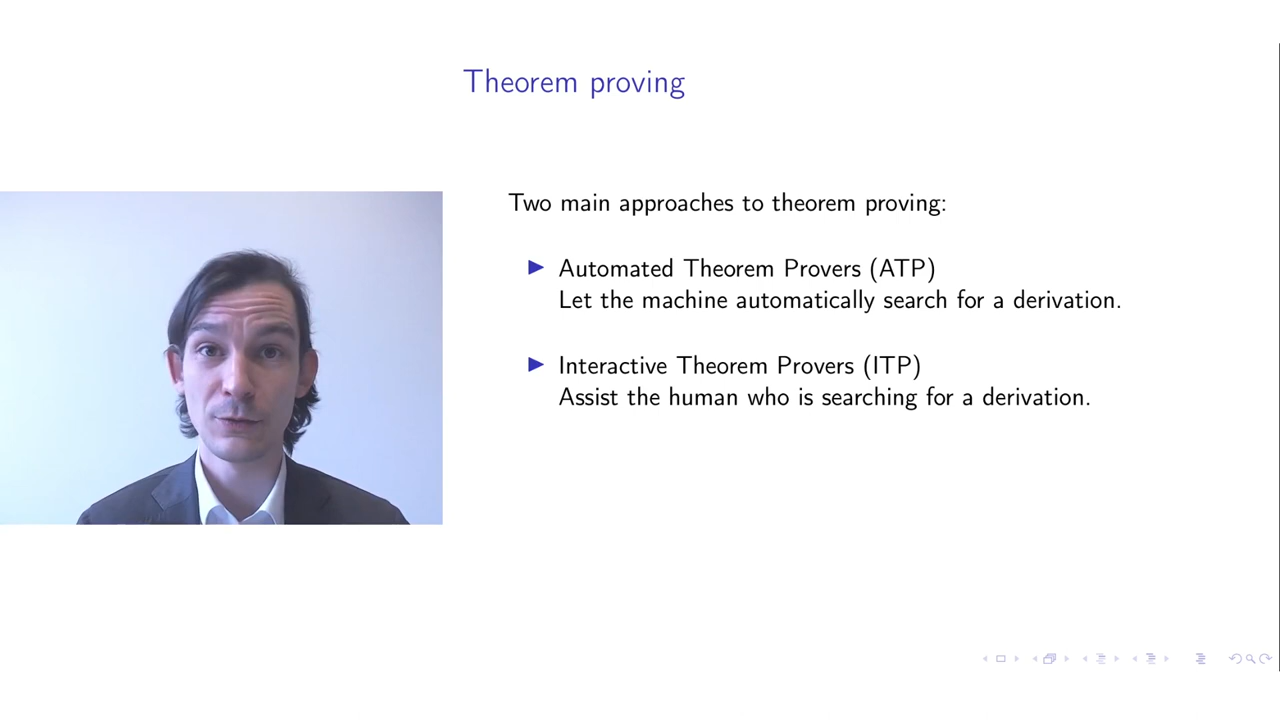 Theorem proving
Two main approaches to theorem proving:
Automated Theorem Provers (ATP)
Let the machine automatically search for a derivation.
Interactive Theorem Provers (ITP)
Assist the human who is searching for a derivation.